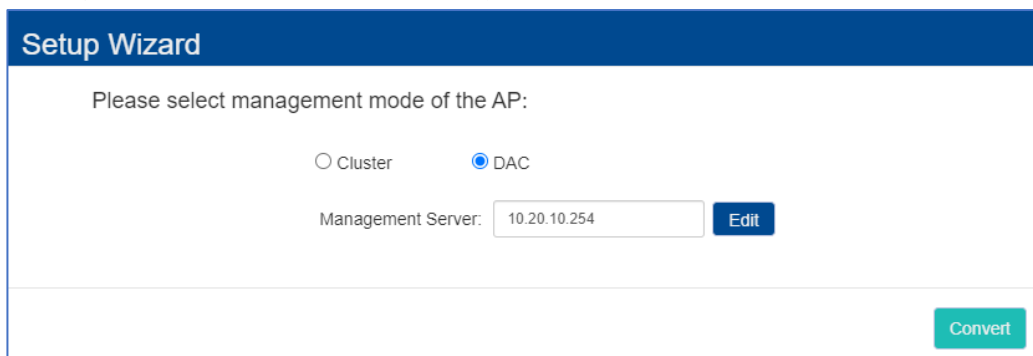 Setup Wizard
Please select management mode of the AP:
Cluster DAC
Management Server: 10.20.10.254 Edit
Convert